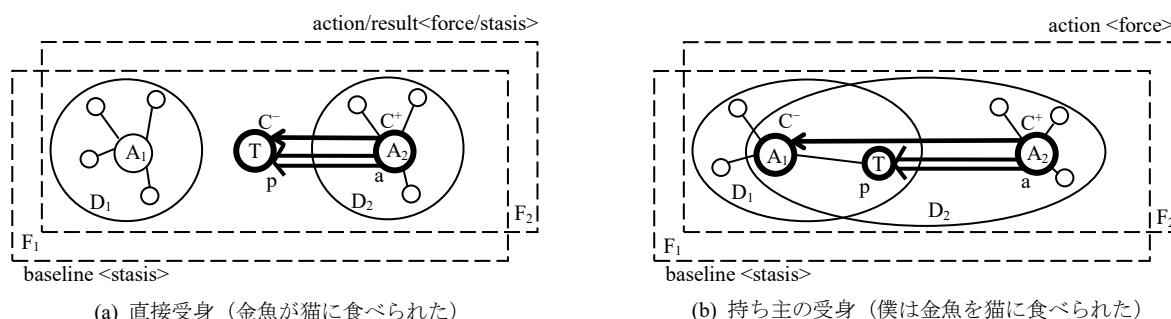 action/result<force/stasis>
A₁
D₁
C⁻
T
p
C⁺
A₂
a
D₂
F₁
F₂
baseline <stasis>
(a) 直接受身（金魚が猫に食べられた）
action <force>
C⁻
A₁
T
p
D₁
C⁺
A₂
a
D₂
F₁
F₂
baseline <stasis>
(b) 持ち主の受身（僕は金魚を猫に食べられた）